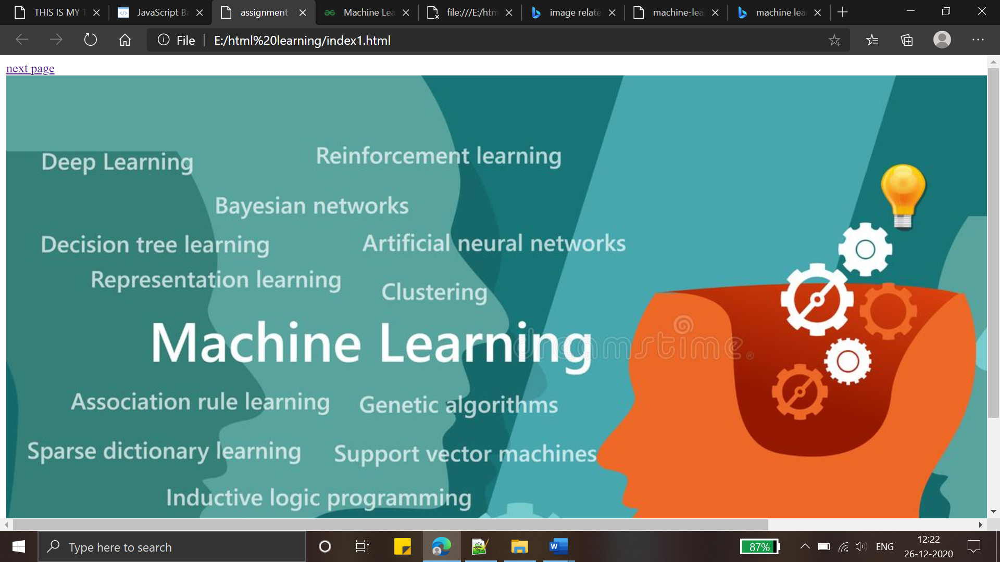 THIS IS MY T
JavaScript Ba
assignment
Machine Lea
file:///E:/htm
image relate
machine-lea
machine lea
File
E:/html%20learning/index1.html
next page
Deep Learning
Reinforcement learning
Bayesian networks
Decision tree learning
Artificial neural networks
Representation learning
Clustering
Machine Learning
dreamstime®
Association rule learning
Genetic algorithms
Sparse dictionary learning
Support vector machines
Inductive logic programming
Type here to search
87%
ENG
12:22
26-12-2020